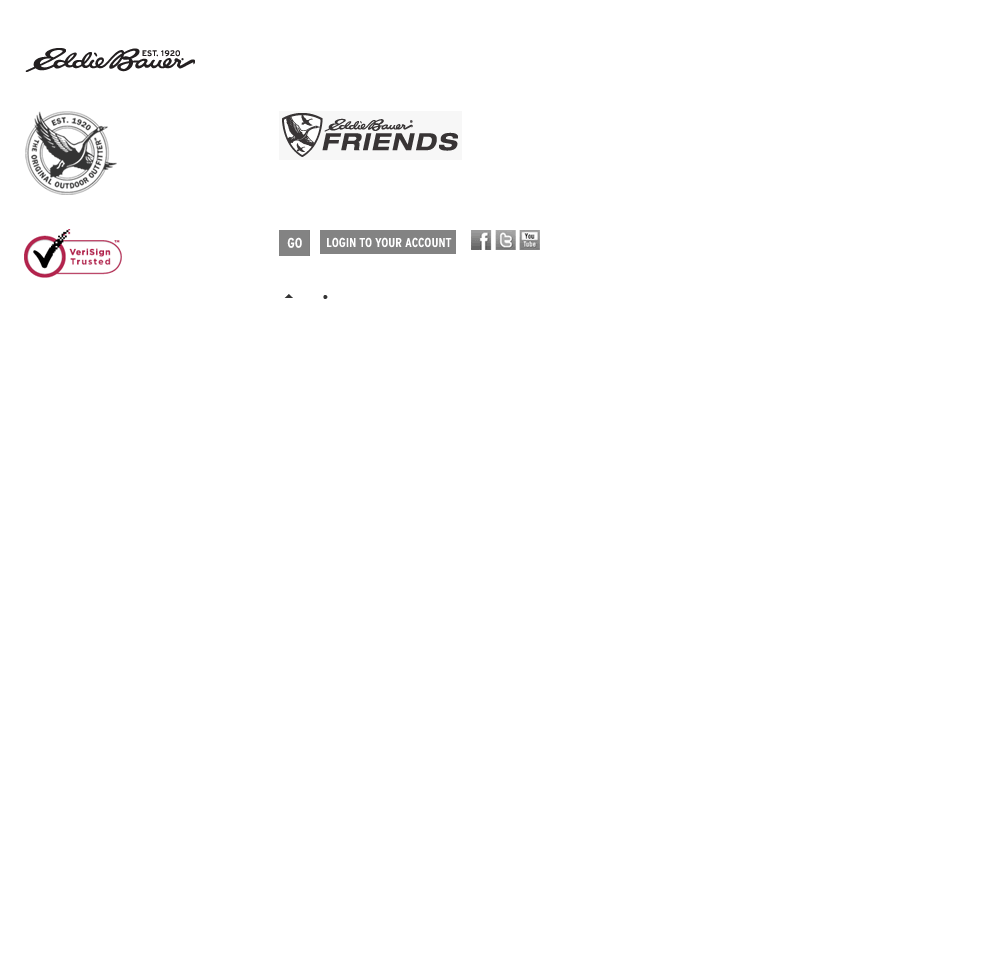 Eddie Bauer EST. 1920
EST. 1920
THE ORIGINAL OUTDOOR OUTFITTER
Eddie Bauer
FRIENDS
VeriSign™
Trusted
GO
LOGIN TO YOUR ACCOUNT
f
t
You
Tube